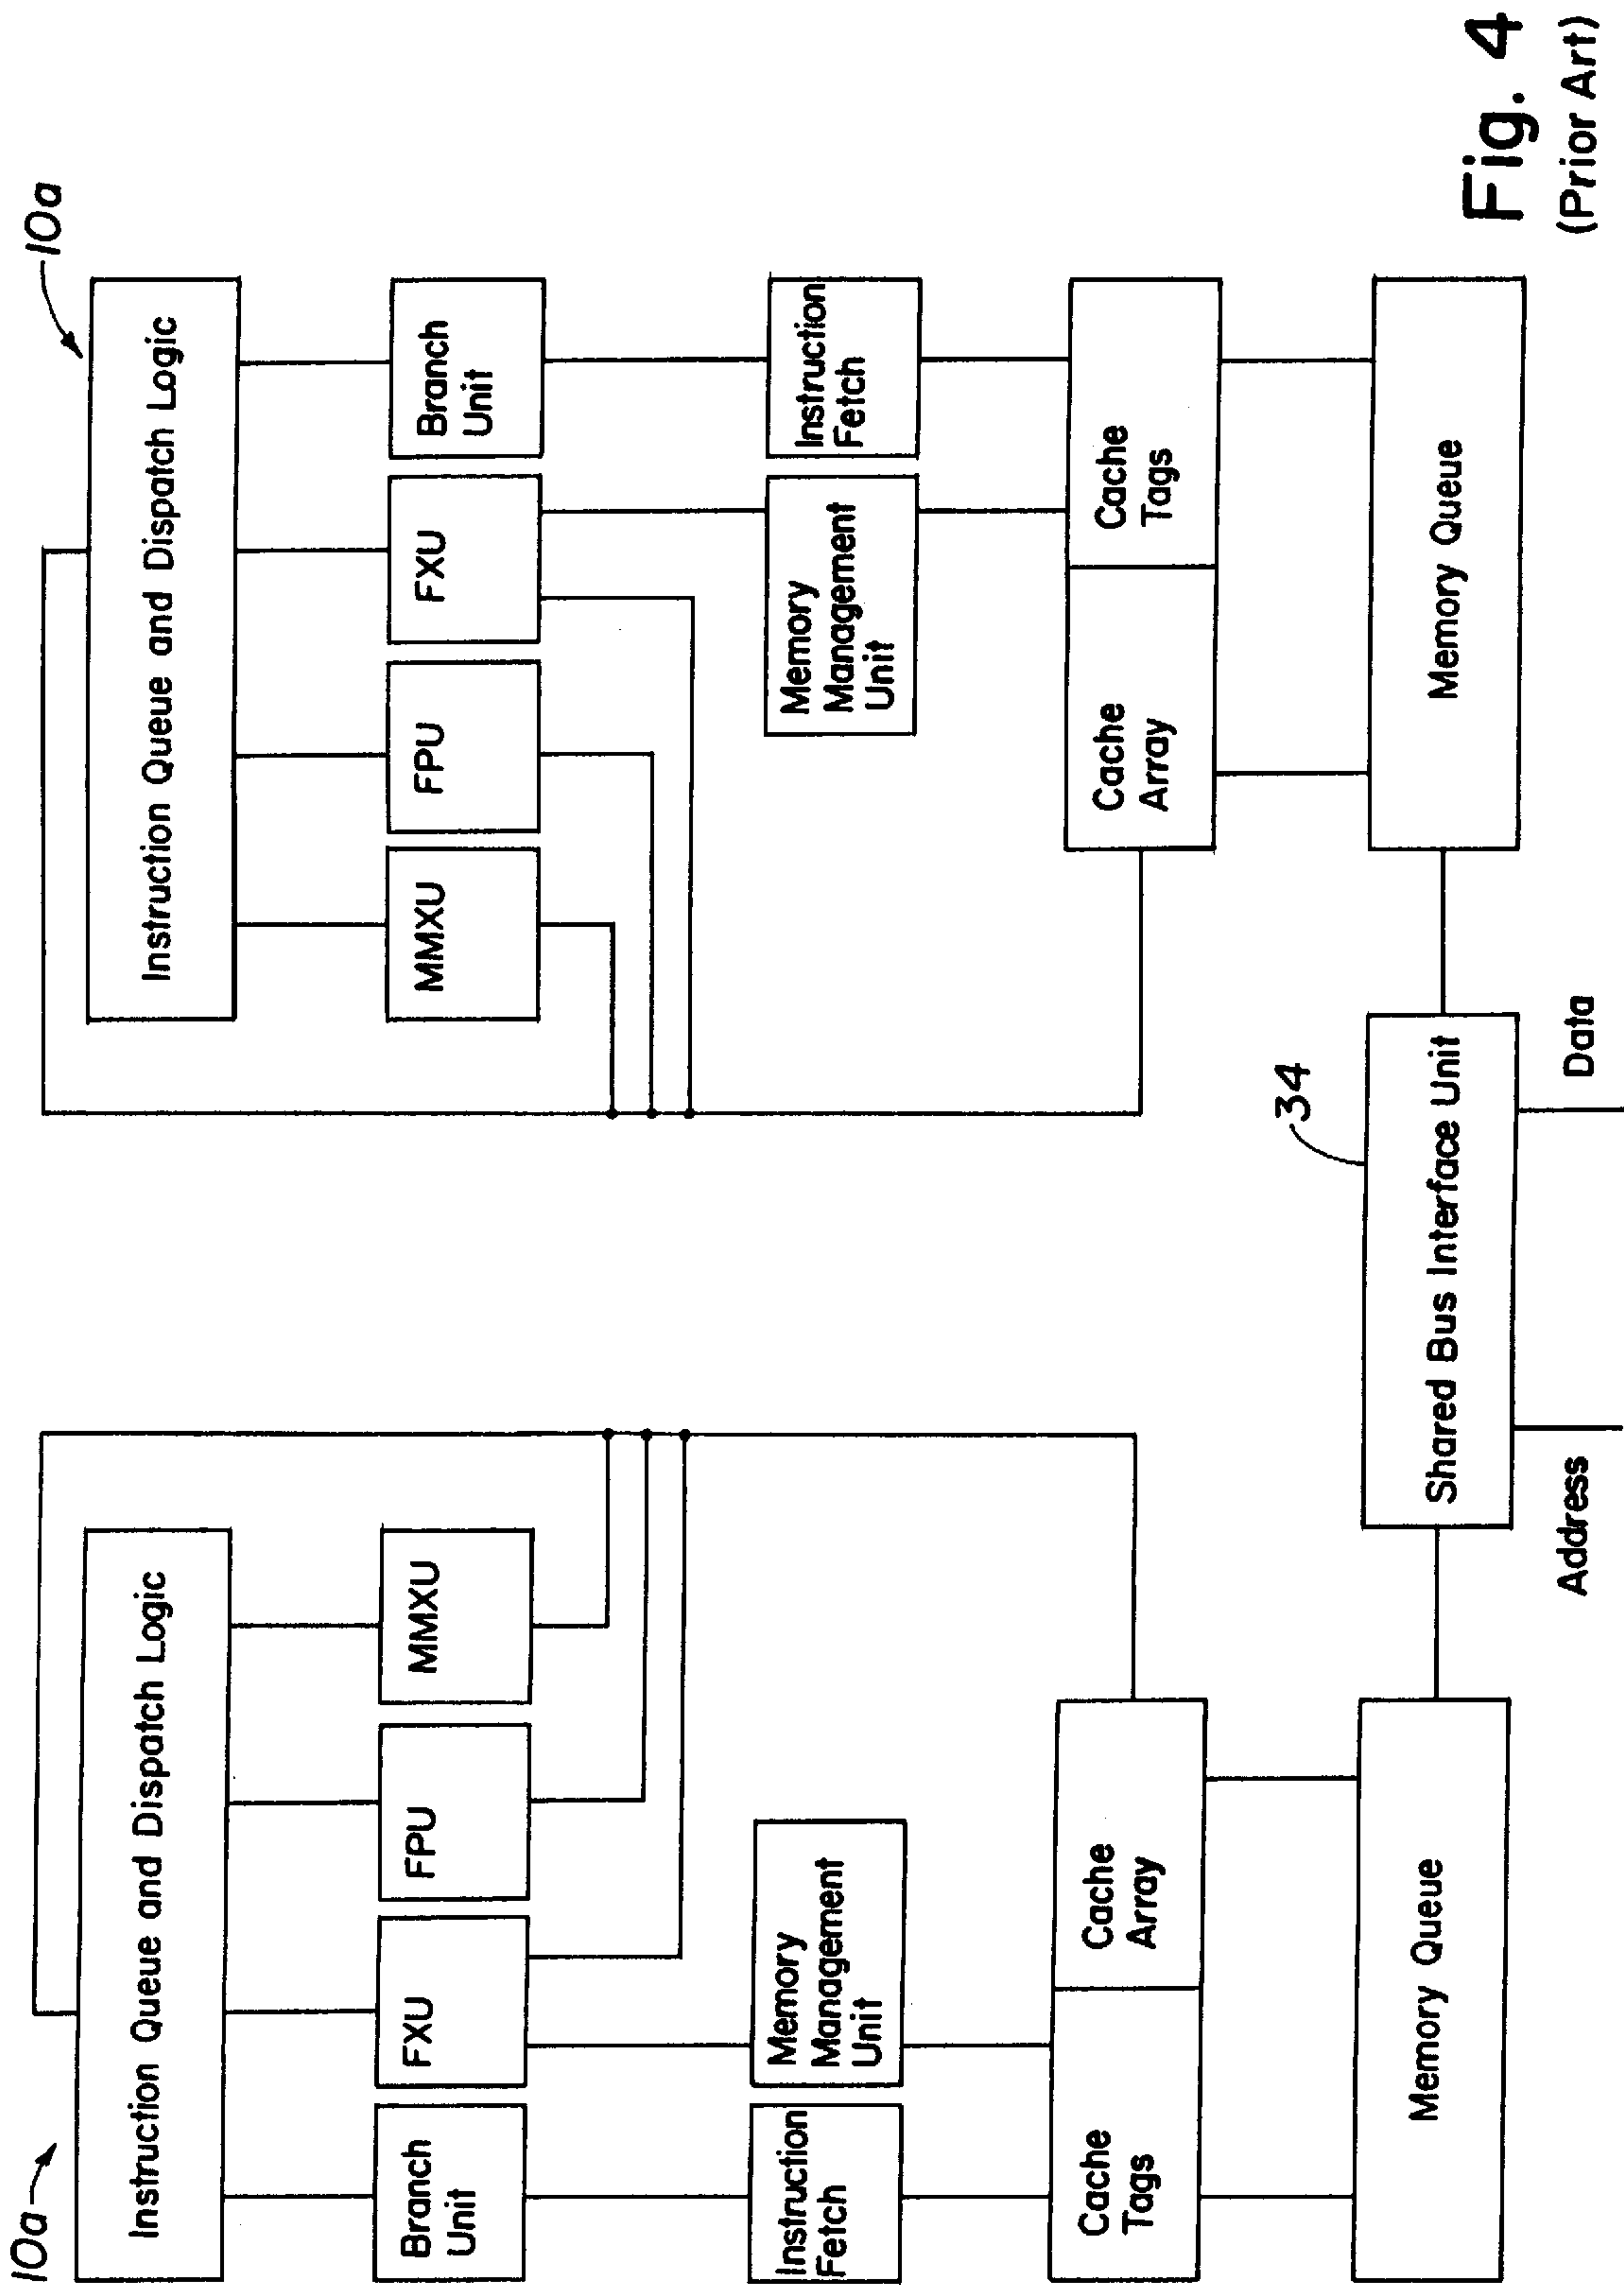 10a
Instruction Queue and Dispatch Logic
Branch
Unit
FXU
FPU
MMXU
Instruction
Fetch
Memory
Management
Unit
Cache
Tags
Cache
Array
Memory Queue
10a
Instruction Queue and Dispatch Logic
MMXU
FPU
FXU
Branch
Unit
Memory
Management
Unit
Instruction
Fetch
Cache
Array
Cache
Tags
Memory Queue
34
Shared Bus Interface Unit
Address
Data
Fig. 4
(Prior Art)